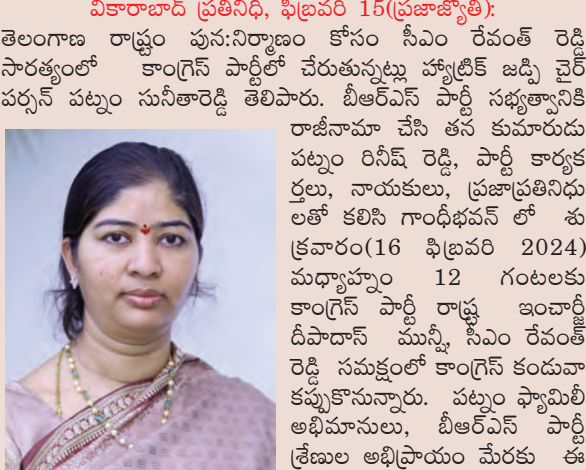 వికారాబాద్ ప్రతినిధి, ఫిబ్రవరి 15(ప్రజాజ్యోతి):
తెలంగాణ రాష్ట్రం పున:నిర్మాణం కోసం సీఎం రేవంత్ రెడ్డి
సారత్యంలో కాంగ్రెస్ పార్టీలో చేరుతున్నట్లు హ్యాట్రిక్ జడ్పి చైర్
పర్సన్ పట్నం సునీతారెడ్డి తెలిపారు. బీఆర్ఎస్ పార్టీ సభ్యత్వానికి
రాజీనామా చేసి తన కుమారుడు
పట్నం రినీష్ రెడ్డి, పార్టీ కార్యక
ర్తలు, నాయకులు, ప్రజాప్రతినిధు
లతో కలిసి గాంధీభవన్ లో శు
క్రవారం(16 ఫిబ్రవరి 2024)
మధ్యాహ్నం 12 గంటలకు
కాంగ్రెస్ పార్టీ రాష్ట్ర ఇంచార్జీ
దీపాదాస్ మున్షీ, సీఎం రేవంత్
రెడ్డి సమక్షంలో కాంగ్రెస్ కండువా
కప్పుకొనున్నారు. పట్నం ఫ్యామిలీ
అభిమానులు, బీఆర్ఎస్ పార్టీ
శ్రేణుల అభిప్రాయం మేరకు ఈ